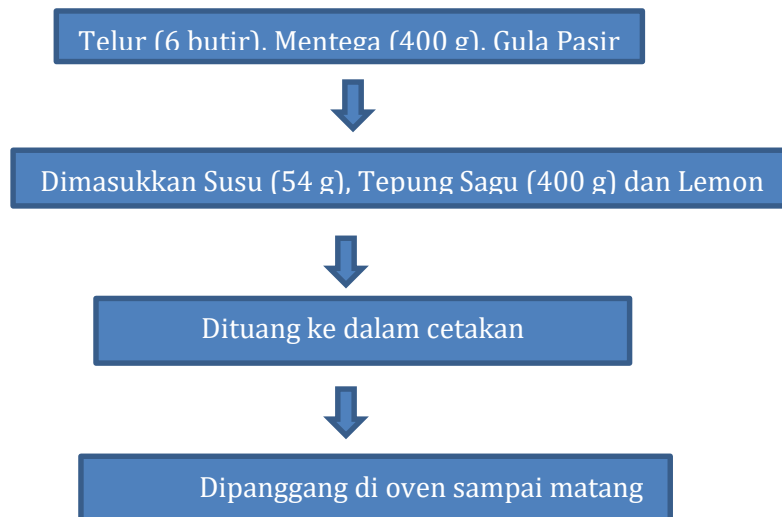 Telur (6 butir), Mentega (400 g), Gula Pasir
Dimasukkan Susu (54 g), Tepung Sagu (400 g) dan Lemon
Dituang ke dalam cetakan
Dipanggang di oven sampai matang